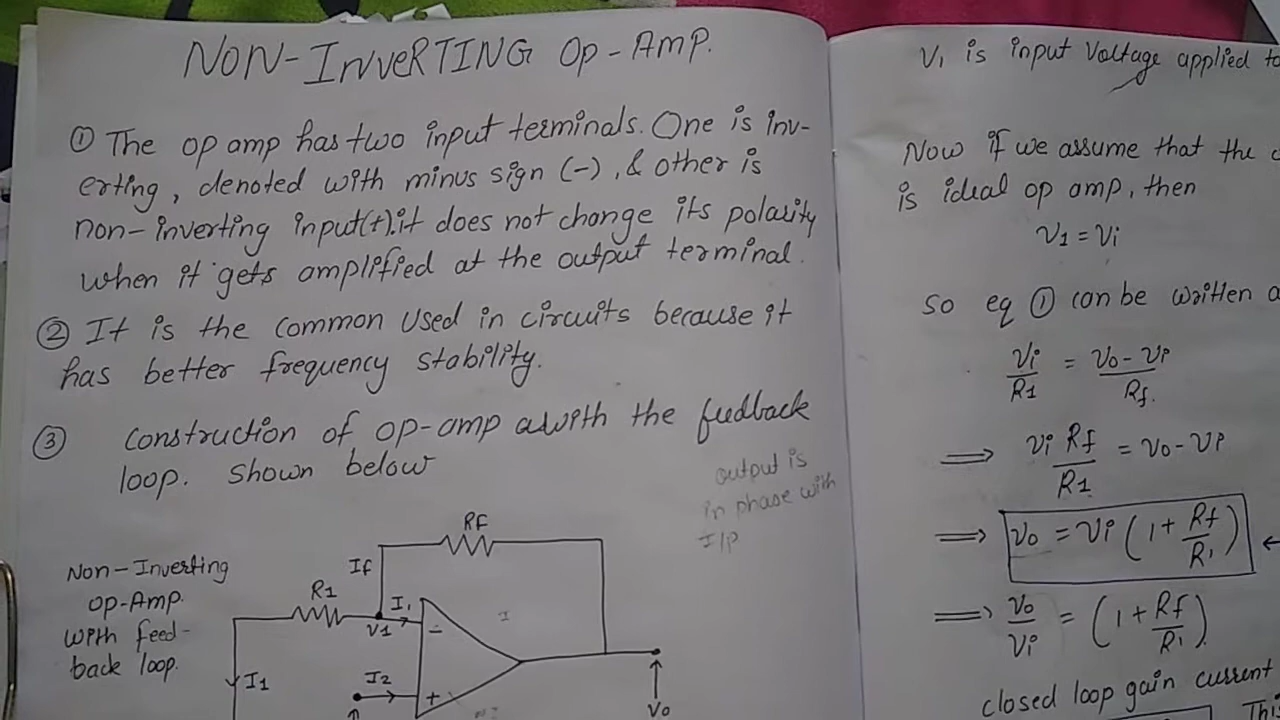 NON-INVERTING Op-AMP.
① The op amp has two input terminals. One is inv-
erting, denoted with minus sign (-), & other is
non-inverting input(+). it does not change its polarity
when it gets amplified at the output terminal.
② It is the common used in circuits because it
has better frequency stability.
③ construction of op-amp awith the feedback
loop. shown below
output is
in phase with
I/P
Non-Inverting
OP-AMP.
with feed-
back loop.
RF
If
R1
I1
V1
-
I1
I2
+
Vo
V1 is input voltage applied to
Now if we assume that the
is ideal op amp, then
V1 = Vi
so eq ① can be written
Vi/R1 = Vo-Vi/Rf.
⟹ Vi Rf/R1 = Vo-Vi
⟹ Vo = Vi (1 + Rf/R1) ←
⟹ Vo/Vi = (1 + Rf/R1)
closed loop gain current
This